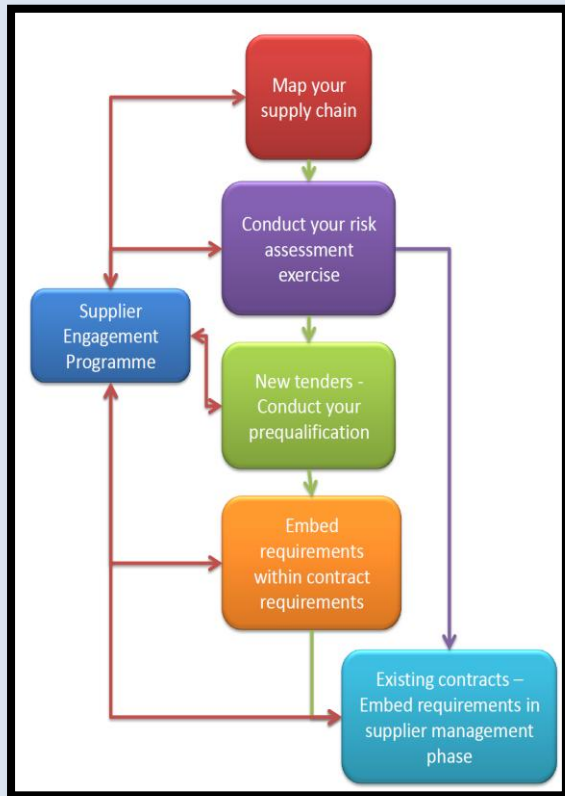 Map your
supply chain
Conduct your risk
assessment
exercise
Supplier
Engagement
Programme
New tenders -
Conduct your
prequalification
Embed
requirements
within contract
requirements
Existing contracts –
Embed requirements in
supplier management
phase